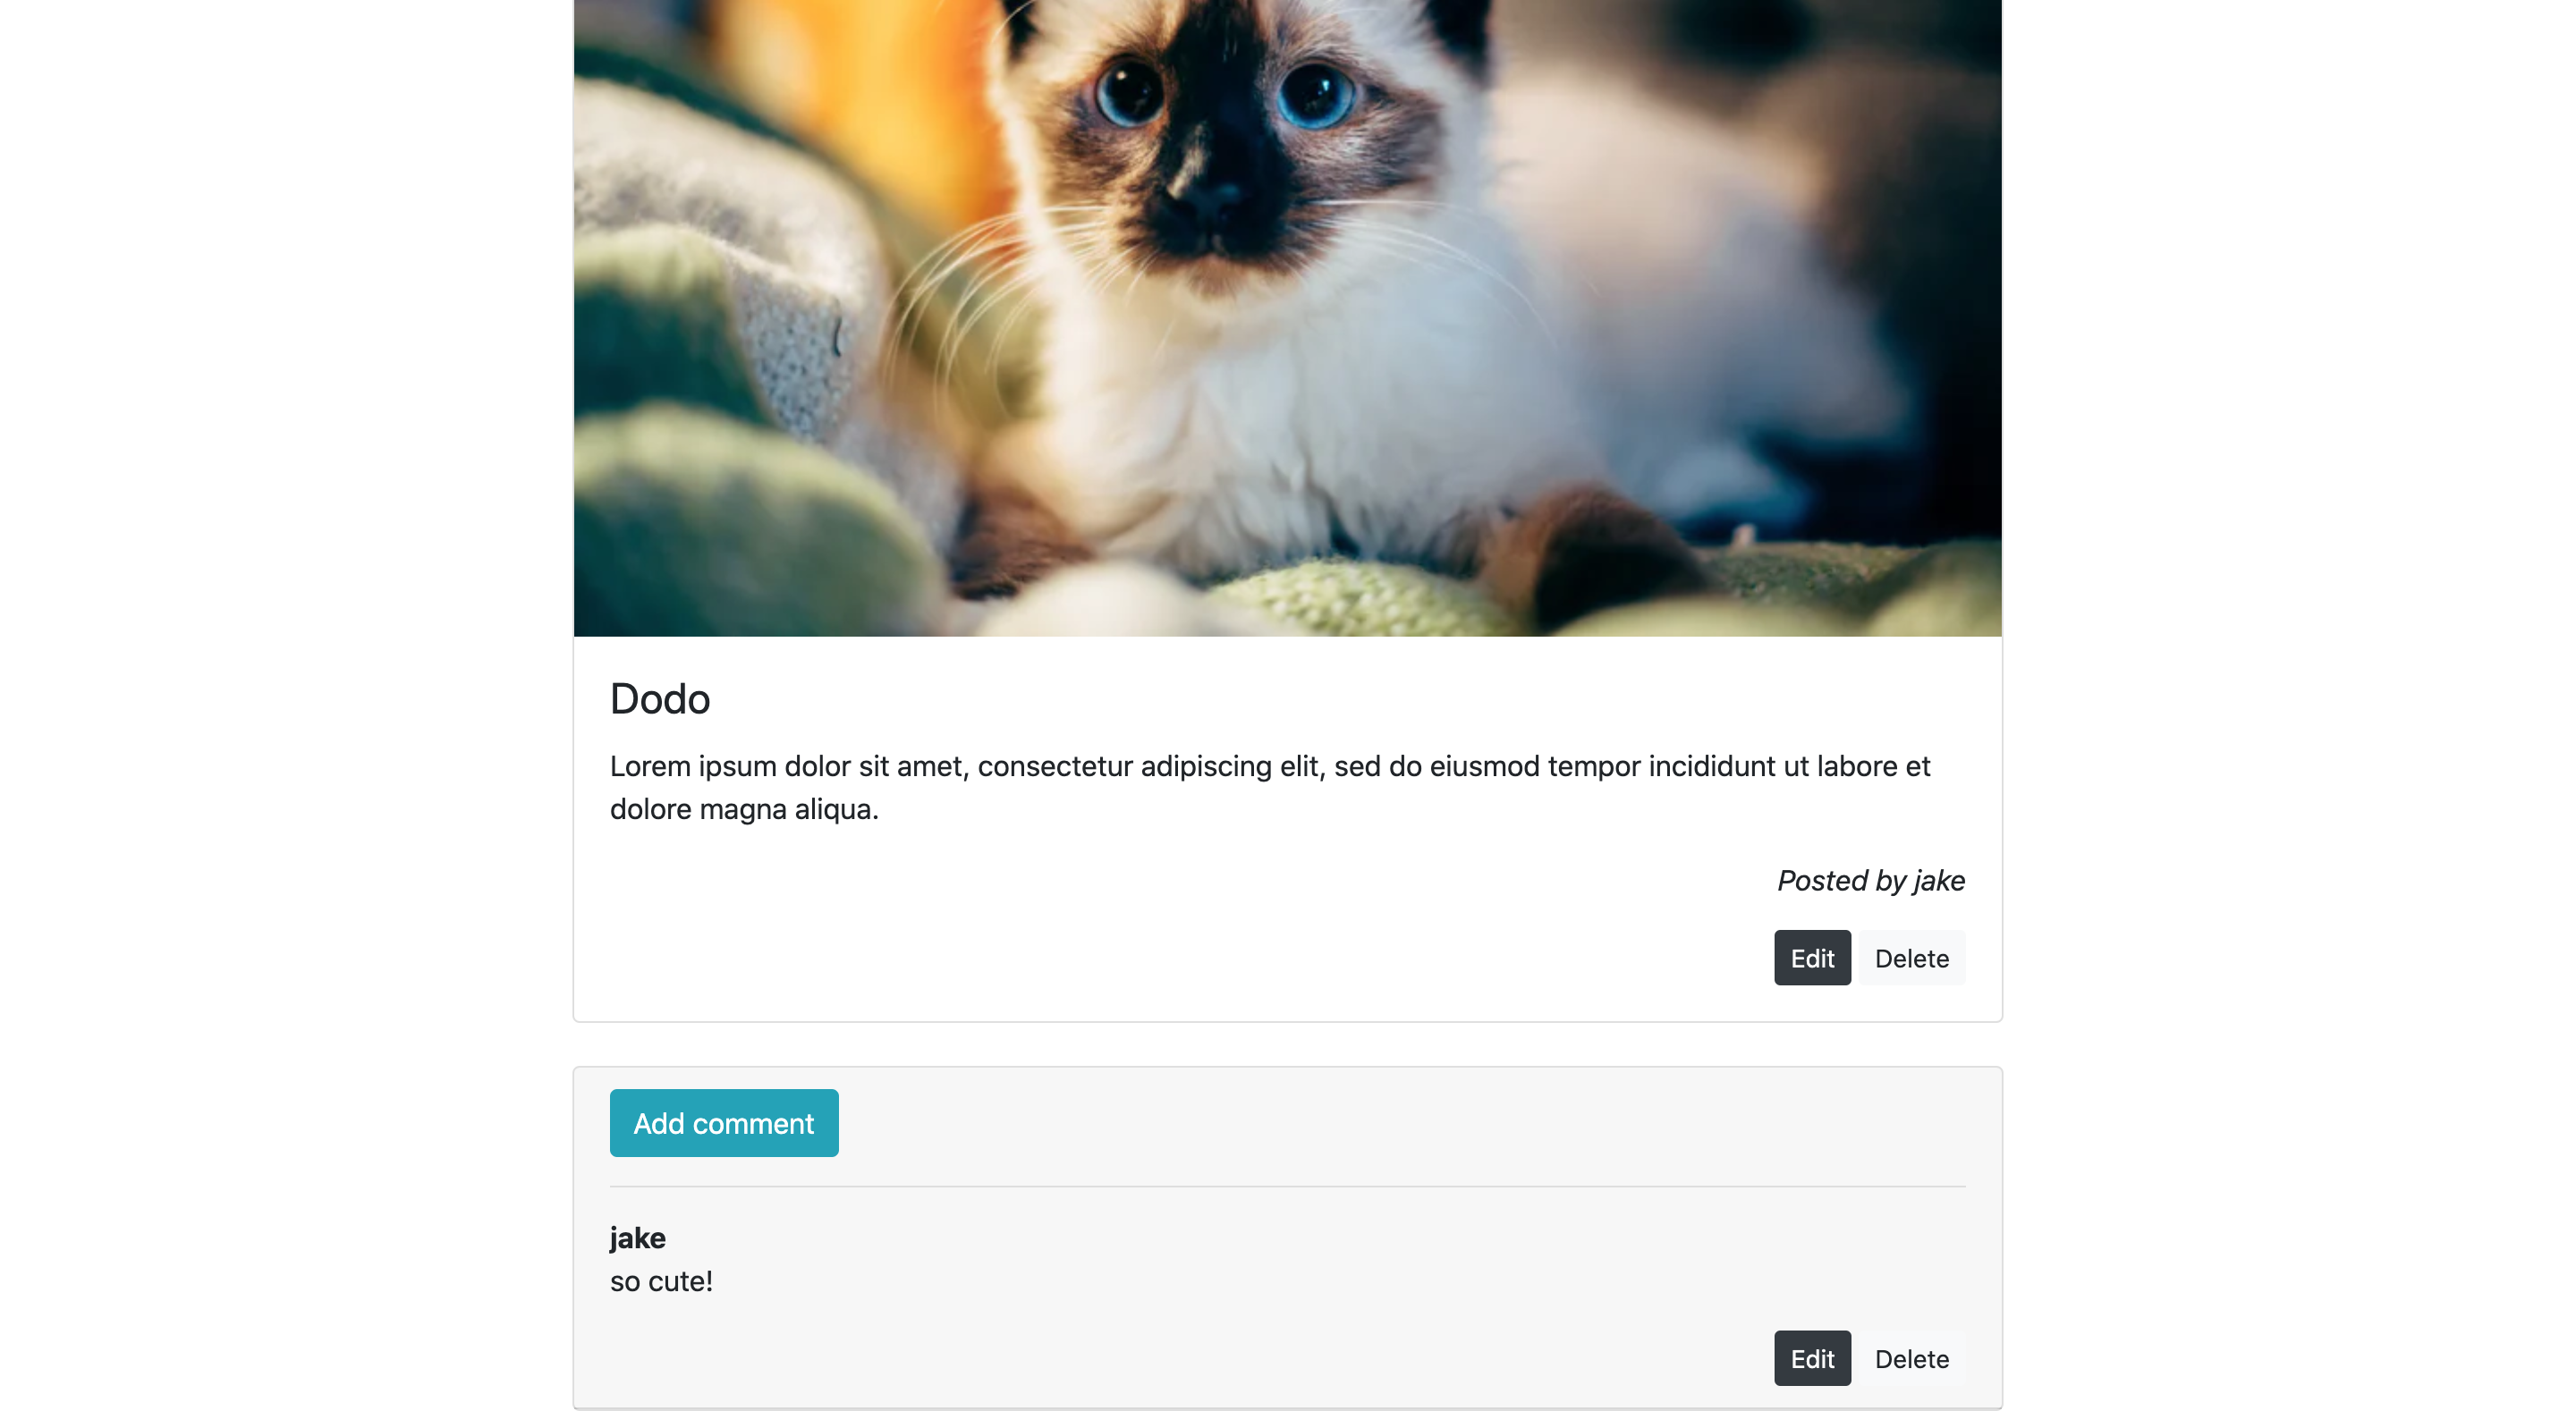 Dodo
Lorem ipsum dolor sit amet, consectetur adipiscing elit, sed do eiusmod tempor incididunt ut labore et
dolore magna aliqua.
Posted by jake
Edit Delete
Add comment
jake
so cute!
Edit Delete